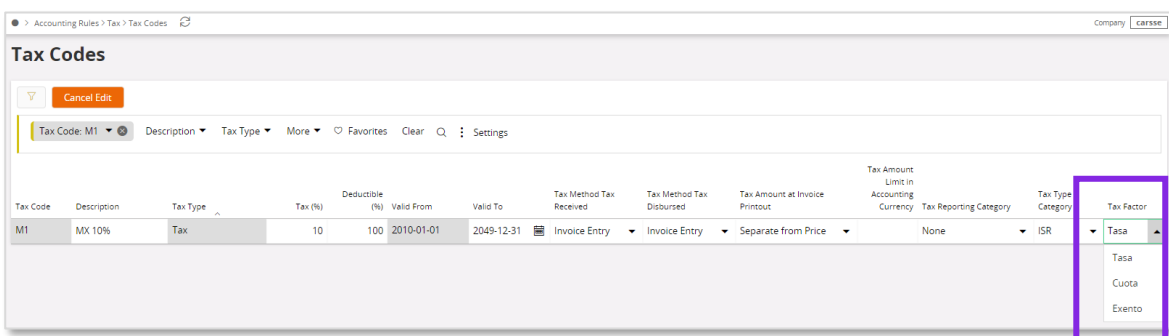 > Accounting Rules > Tax > Tax Codes
Company carsse
Tax Codes
Cancel Edit
Tax Code: M1 Description Tax Type More Favorites Clear Settings
Tax Code Description Tax Type Tax (%) Deductible (%) Valid From Valid To Tax Method Tax Received Tax Method Tax Disbursed Tax Amount at Invoice Printout Tax Amount Limit in Accounting Currency Tax Reporting Category Tax Type Category Tax Factor
M1 MX 10% Tax 10 100 2010-01-01 2049-12-31 Invoice Entry Invoice Entry Separate from Price None ISR Tasa
Tasa
Cuota
Exento